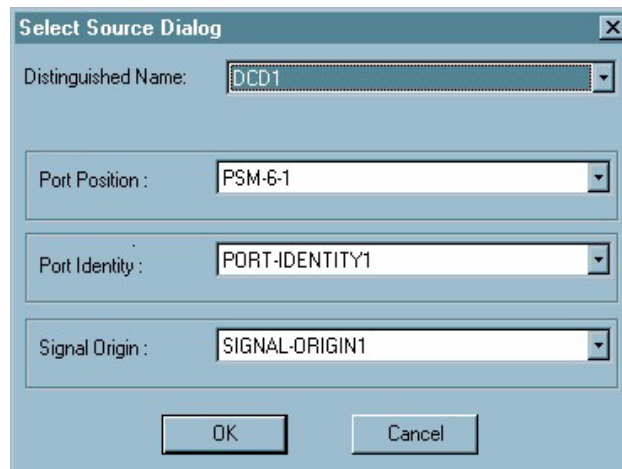 Select Source Dialog
Distinguished Name: DCD1
Port Position : PSM-6-1
Port Identity : PORT-IDENTITY1
Signal Origin : SIGNAL-ORIGIN1
OK Cancel